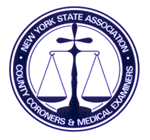 · NEW YORK STATE ASSOCIATION ·
COUNTY CORONERS & MEDICAL EXAMINERS